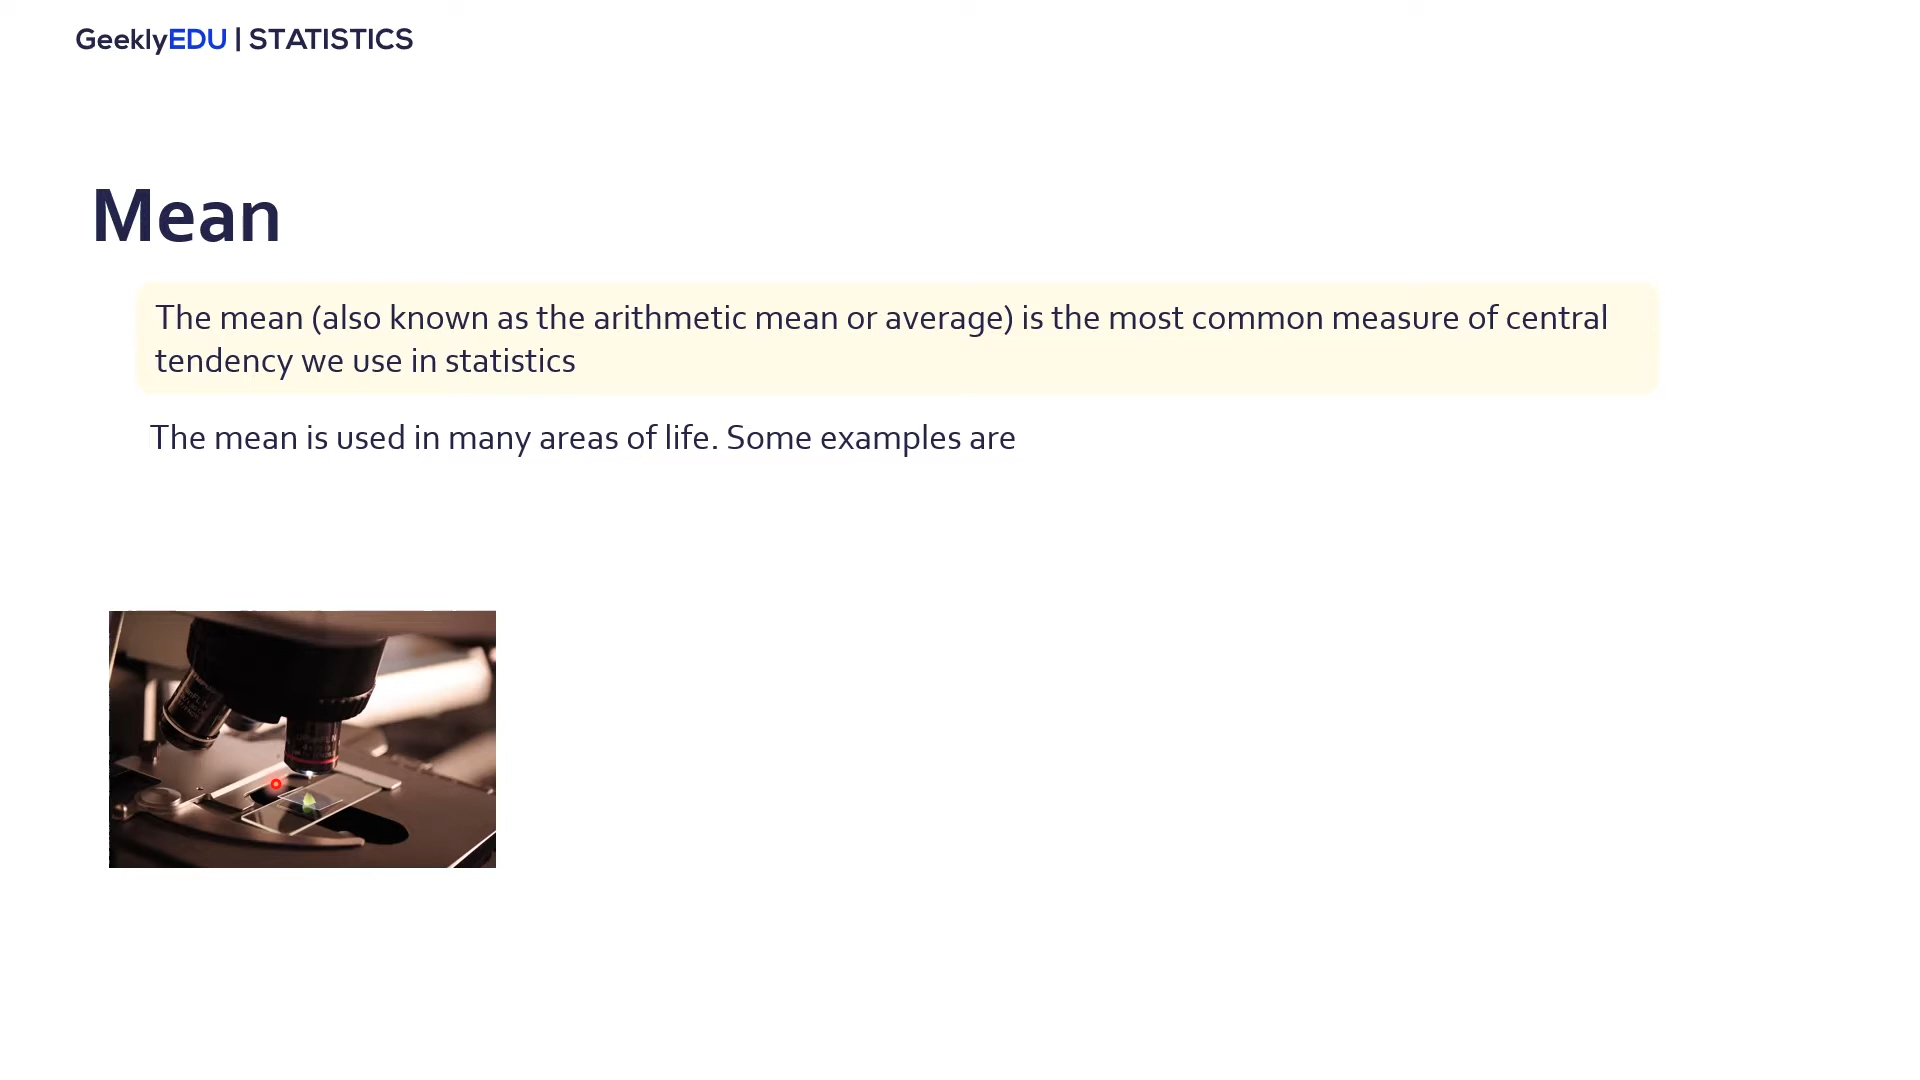 GeeklyEDU | STATISTICS
Mean
The mean (also known as the arithmetic mean or average) is the most common measure of central
tendency we use in statistics
The mean is used in many areas of life. Some examples are